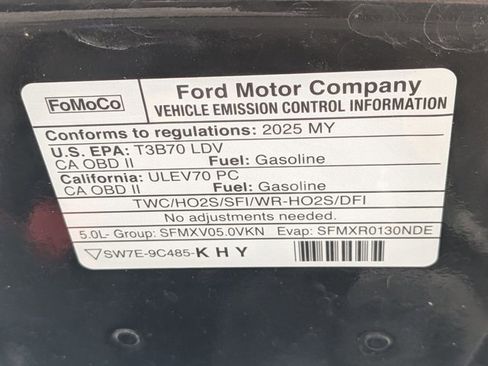 FoMoCo
Ford Motor Company
VEHICLE EMISSION CONTROL INFORMATION
Conforms to regulations: 2025 MY
U.S. EPA: T3B70 LDV
CA OBD II Fuel: Gasoline
California: ULEV70 PC
CA OBD II Fuel: Gasoline
TWC/HO2S/SFI/WR-HO2S/DFI
No adjustments needed.
5.0L- Group: SFMXV05.0VKN Evap: SFMXR0130NDE
SW7E-9C485-KHY